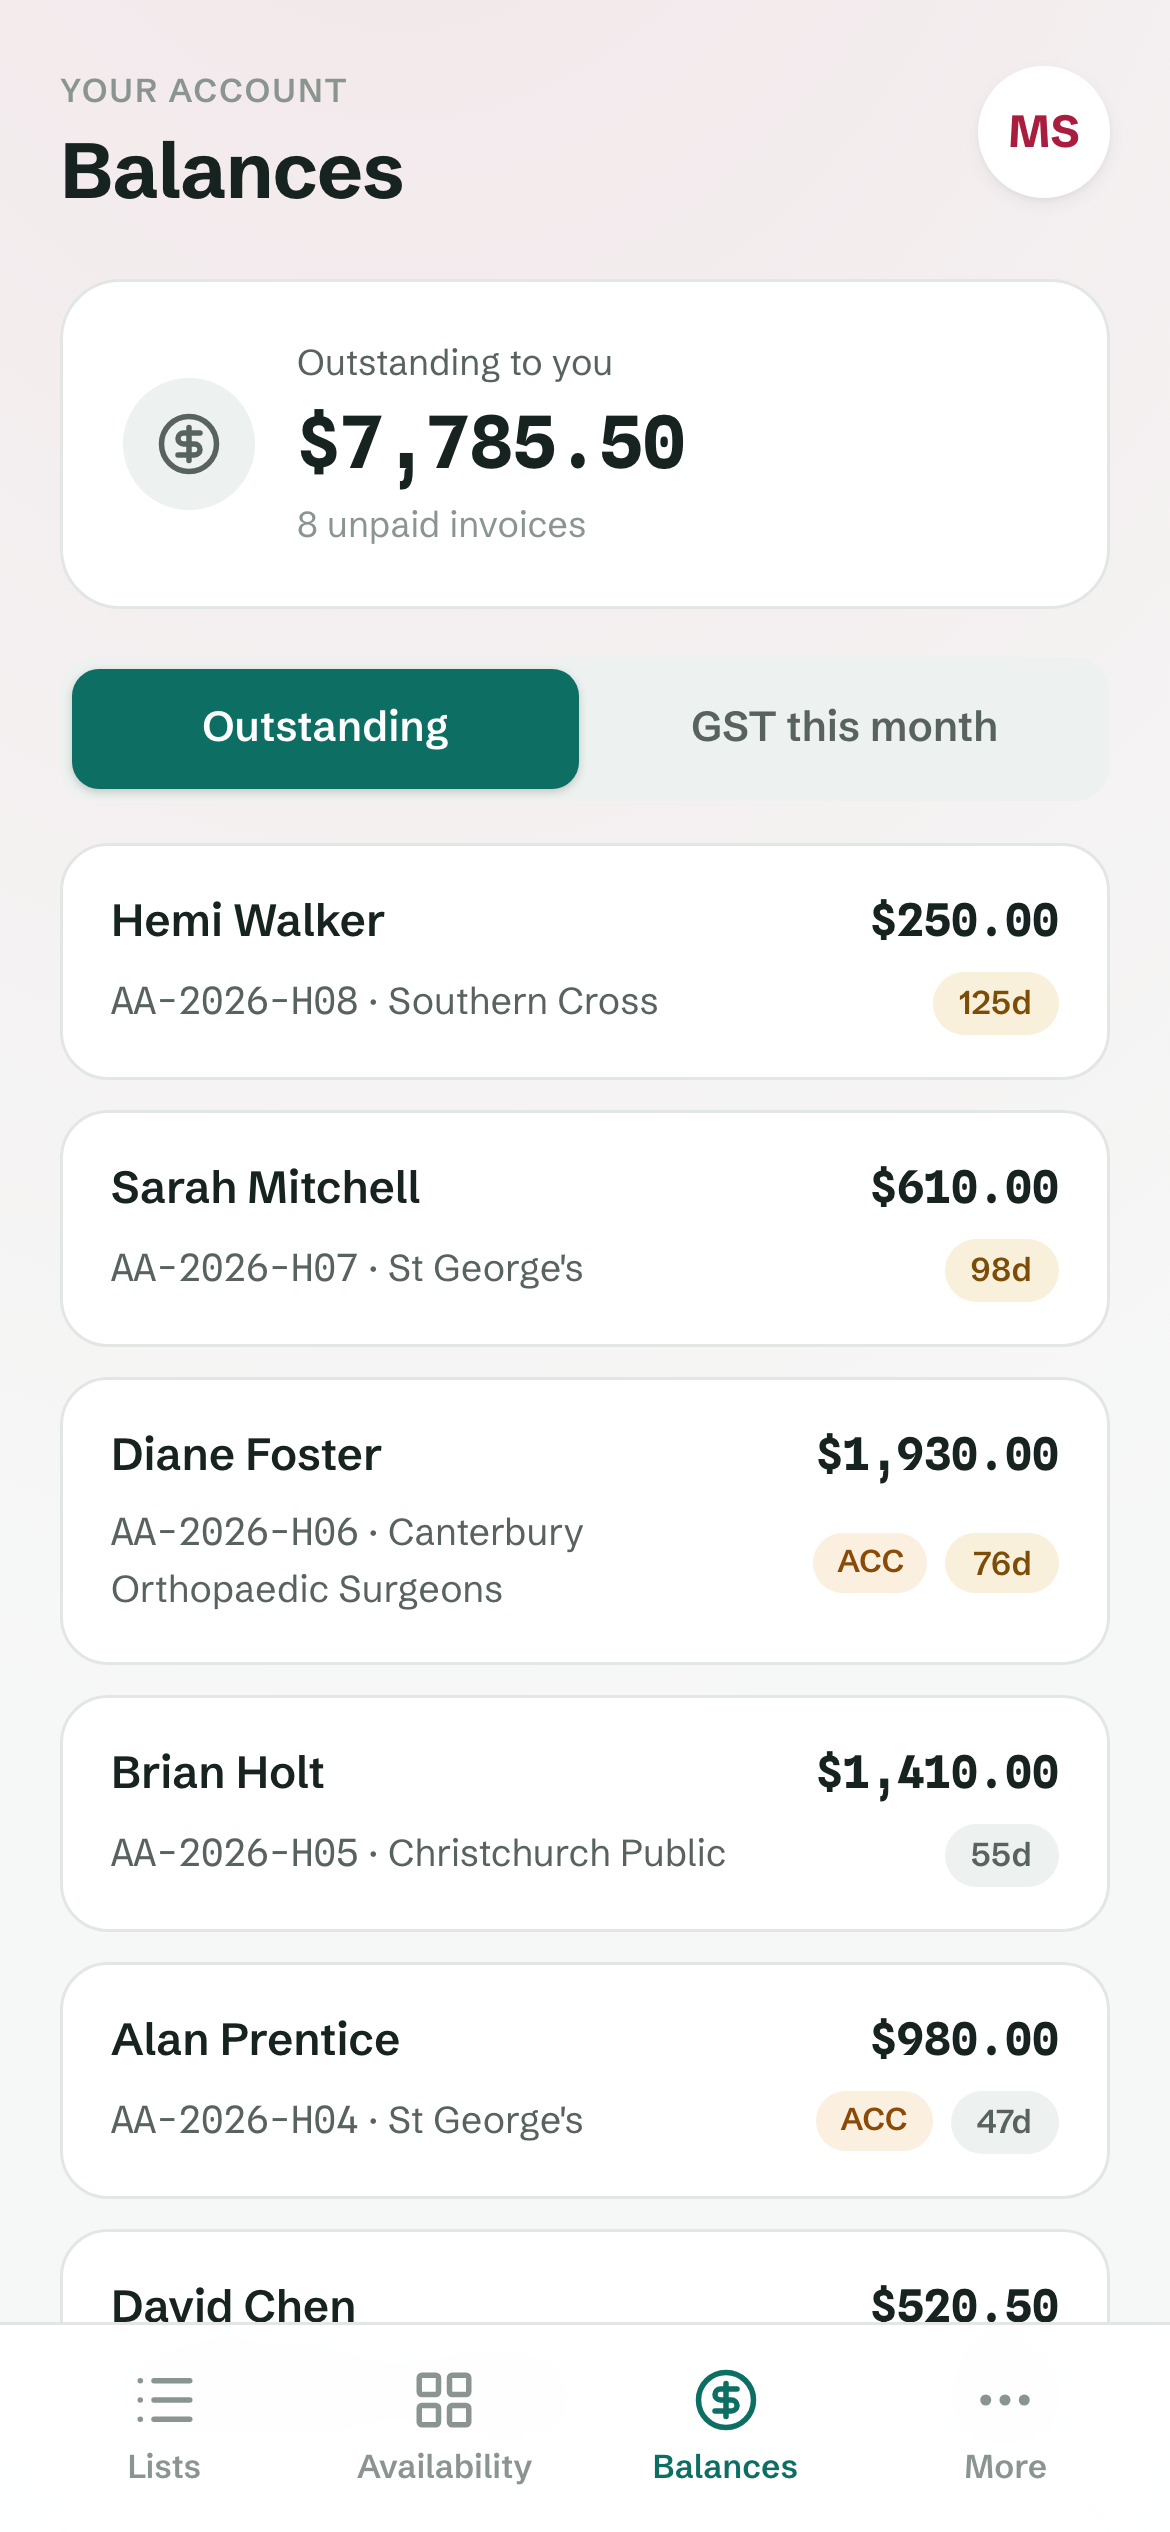 YOUR ACCOUNT
Balances
MS
Outstanding to you
$7,785.50
8 unpaid invoices
Outstanding
GST this month
Hemi Walker
$250.00
AA-2026-H08 · Southern Cross
125d
Sarah Mitchell
$610.00
AA-2026-H07 · St George's
98d
Diane Foster
$1,930.00
AA-2026-H06 · Canterbury
Orthopaedic Surgeons
ACC
76d
Brian Holt
$1,410.00
AA-2026-H05 · Christchurch Public
55d
Alan Prentice
$980.00
AA-2026-H04 · St George's
ACC
47d
David Chen
$520.50
Lists
Availability
Balances
More